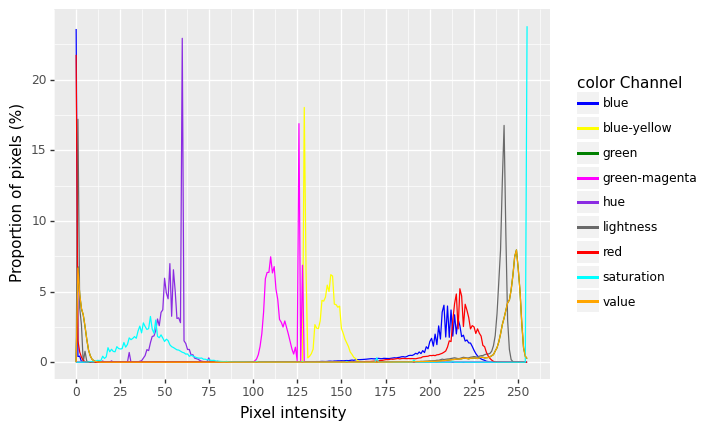 Proportion of pixels (%)
20
15
10
5
0
0 25 50 75 100 125 150 175 200 225 250
Pixel intensity
color Channel
blue
blue-yellow
green
green-magenta
hue
lightness
red
saturation
value